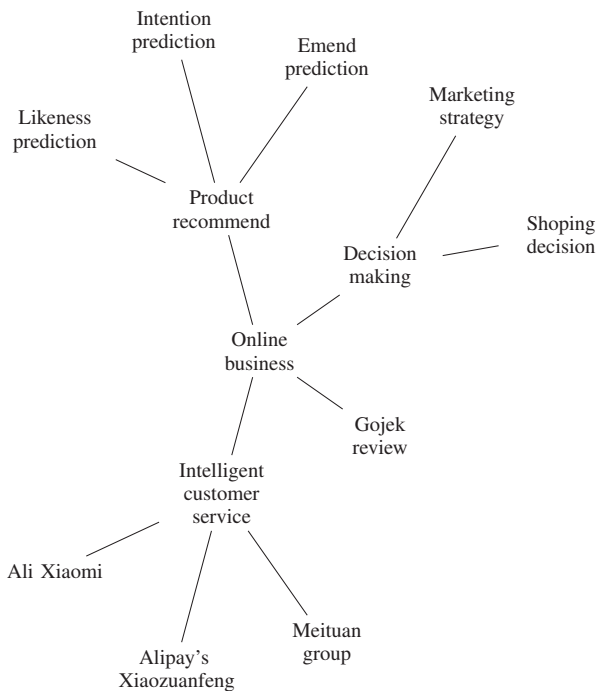 Intention
prediction
Emend
prediction
Likeness
prediction
Marketing
strategy
Product
recommend
Shoping
decision
Decision
making
Online
business
Gojek
review
Intelligent
customer
service
Ali Xiaomi
Meituan
group
Alipay's
Xiaozuanfeng